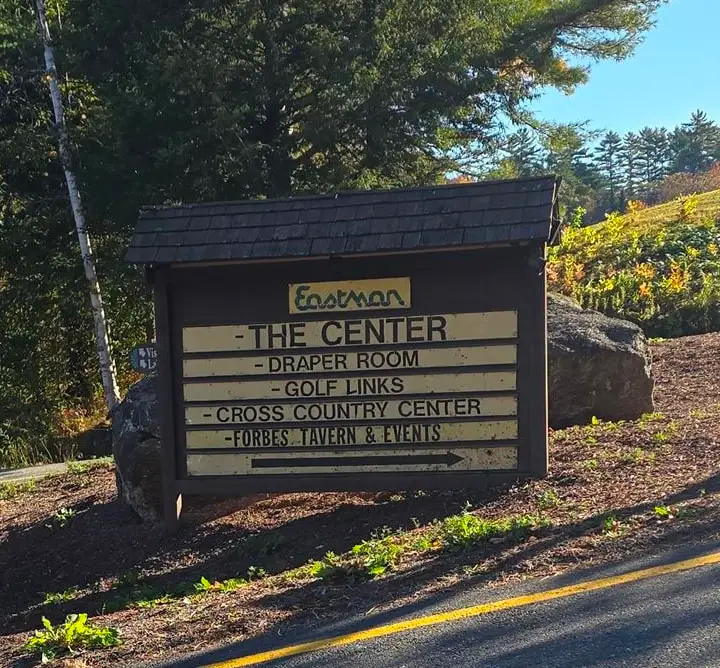 Eastman
-THE CENTER
-DRAPER ROOM
-GOLF LINKS
-CROSS COUNTRY CENTER
-FORBES TAVERN & EVENTS